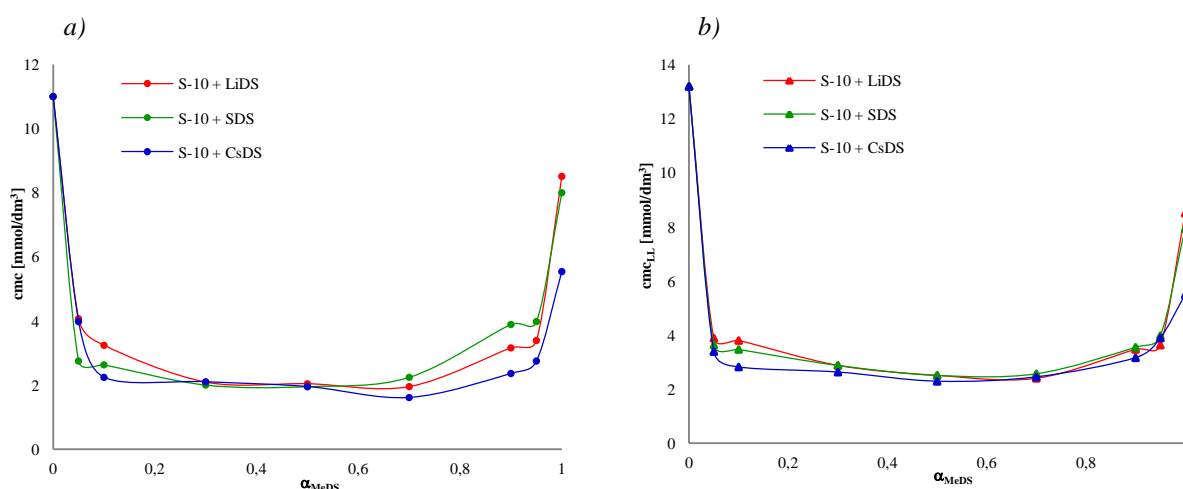 a)
12
10
8
6
4
2
0
cmc [mmol/dm³]
S-10 + LiDS
S-10 + SDS
S-10 + CsDS
0
0,2
0,4
0,6
0,8
1
α_MeDS
b)
14
12
10
8
6
4
2
0
cmc_LL [mmol/dm³]
S-10 + LiDS
S-10 + SDS
S-10 + CsDS
0
0,2
0,4
0,6
0,8
α_MeDS